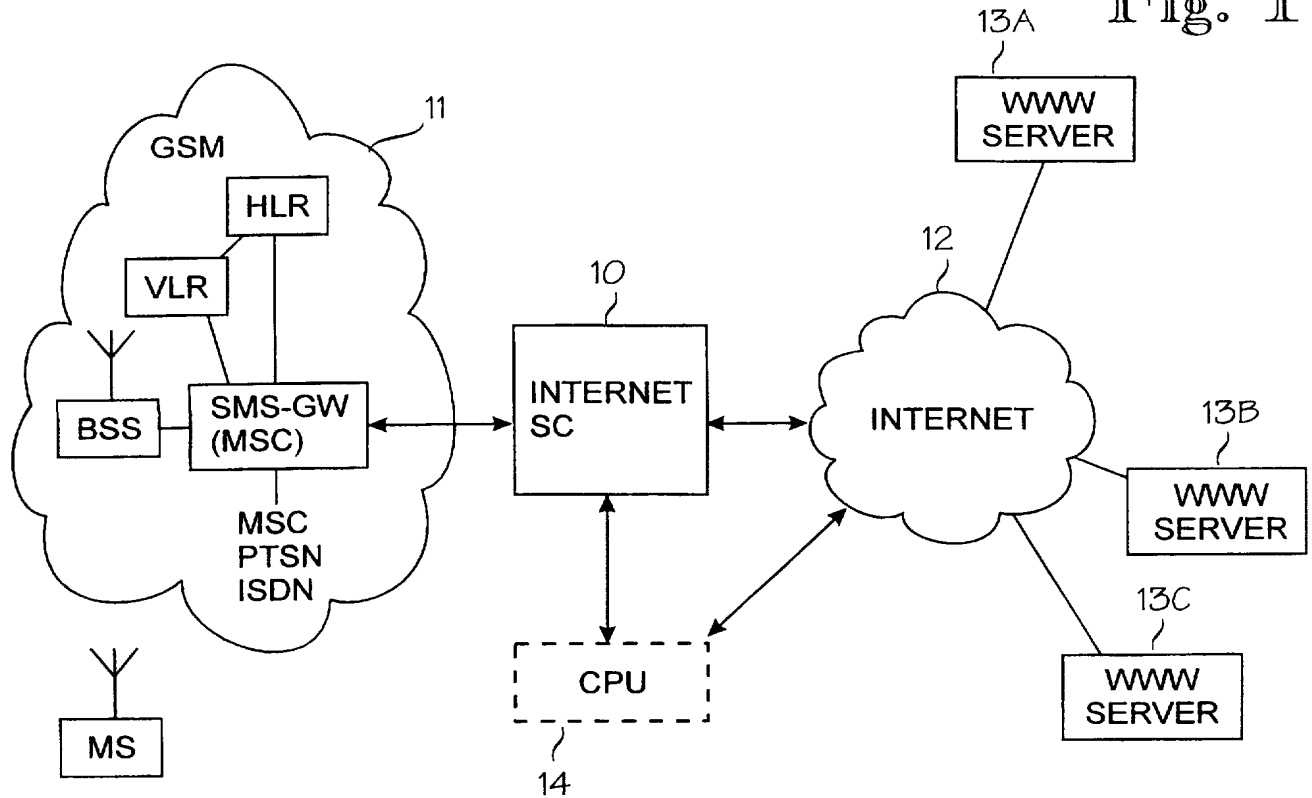 Fig. 1
13A
WWW
SERVER
11
GSM
HLR
VLR
12
10
BSS
SMS-GW
(MSC)
INTERNET
SC
INTERNET
13B
WWW
SERVER
MSC
PTSN
ISDN
13C
WWW
SERVER
CPU
MS
14